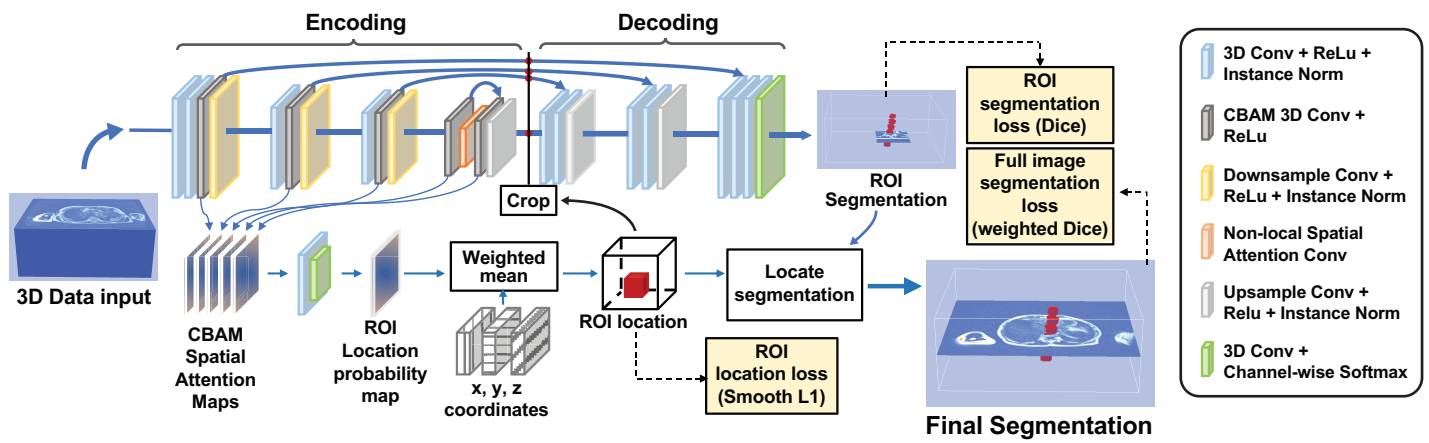 Encoding
Decoding
3D Data input
CBAM
Spatial
Attention
Maps
ROI
Location
probability
map
Weighted
mean
x, y, z
coordinates
Crop
ROI location
ROI
Segmentation
Locate
segmentation
ROI
segmentation
loss (Dice)
Full image
segmentation
loss
(weighted Dice)
ROI
location loss
(Smooth L1)
Final Segmentation
3D Conv + ReLu +
Instance Norm
CBAM 3D Conv +
ReLu
Downsample Conv +
ReLu + Instance Norm
Non-local Spatial
Attention Conv
Upsample Conv +
Relu + Instance Norm
3D Conv +
Channel-wise Softmax